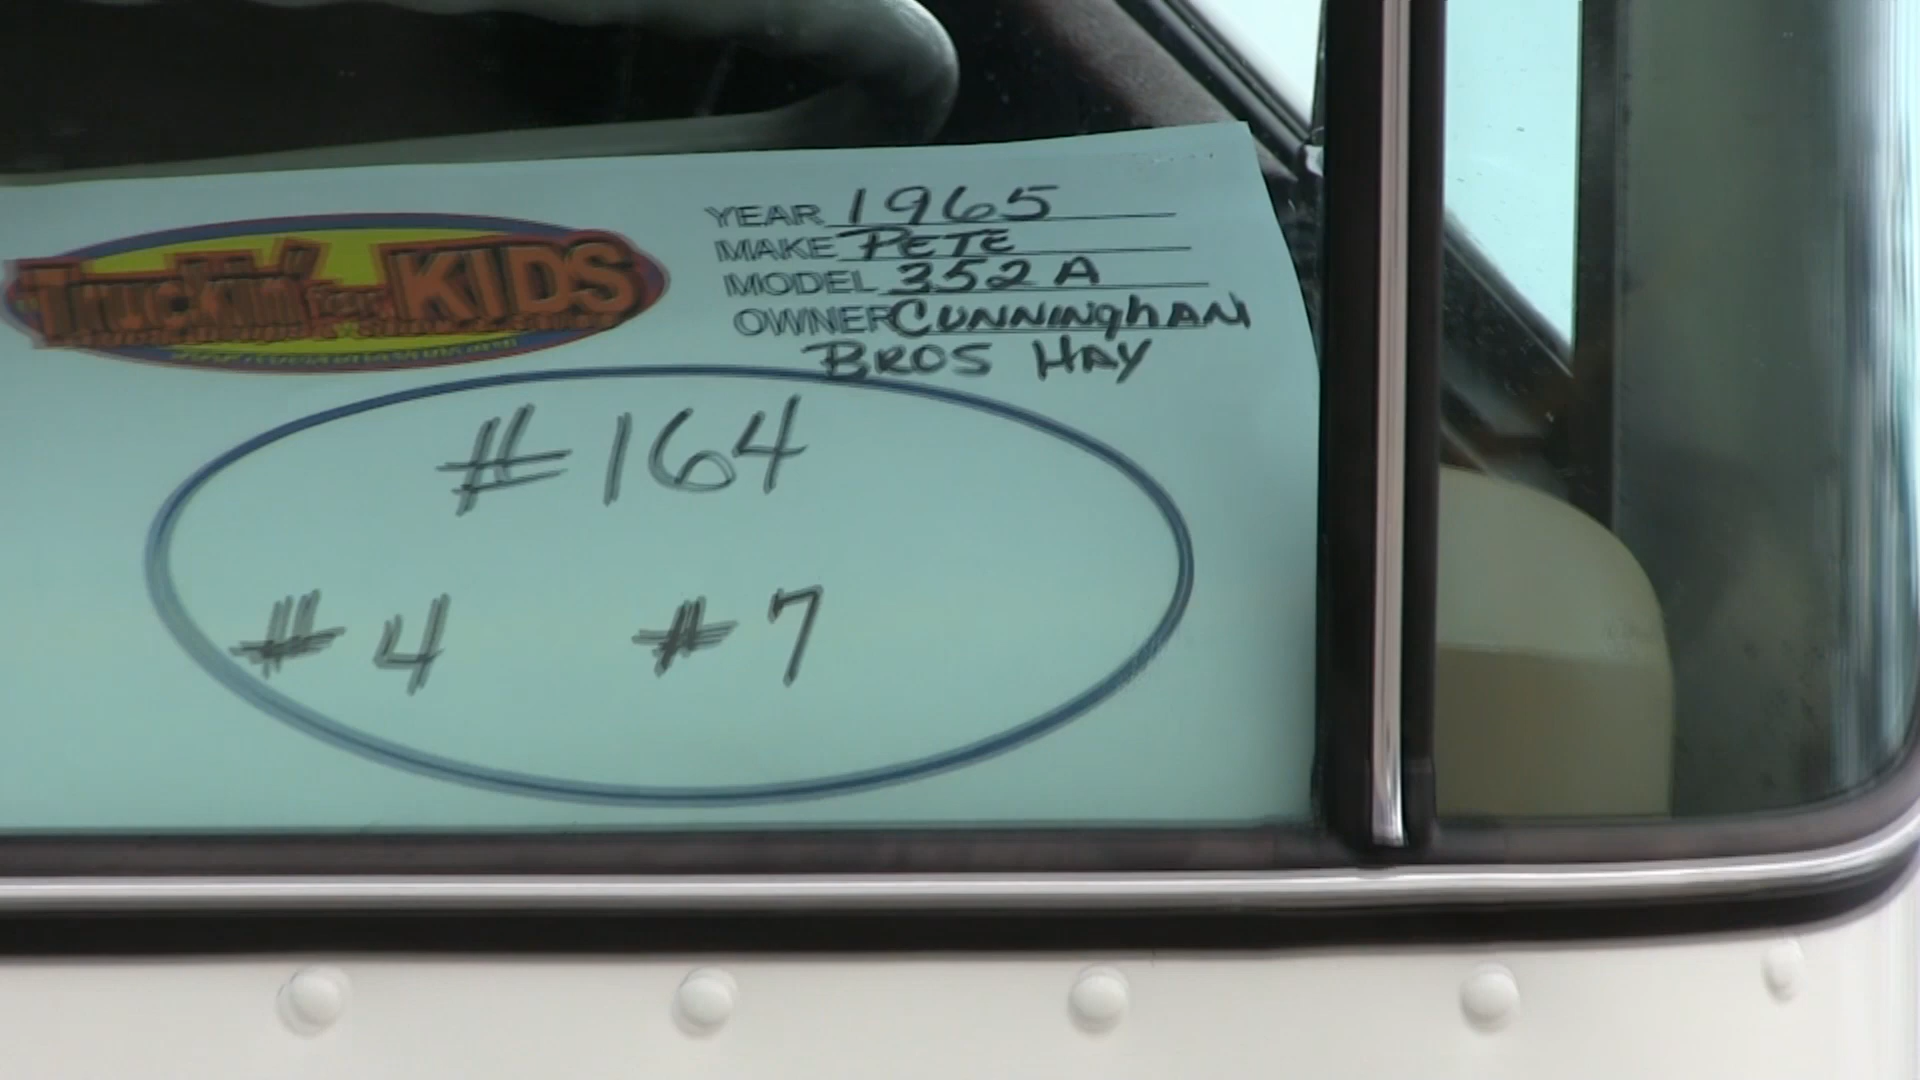 Truckin' for KIDS
YEAR 1965
MAKE PETE
MODEL 352 A
OWNER CUNNINGHAM
BROS HAY
#164
#4 #7